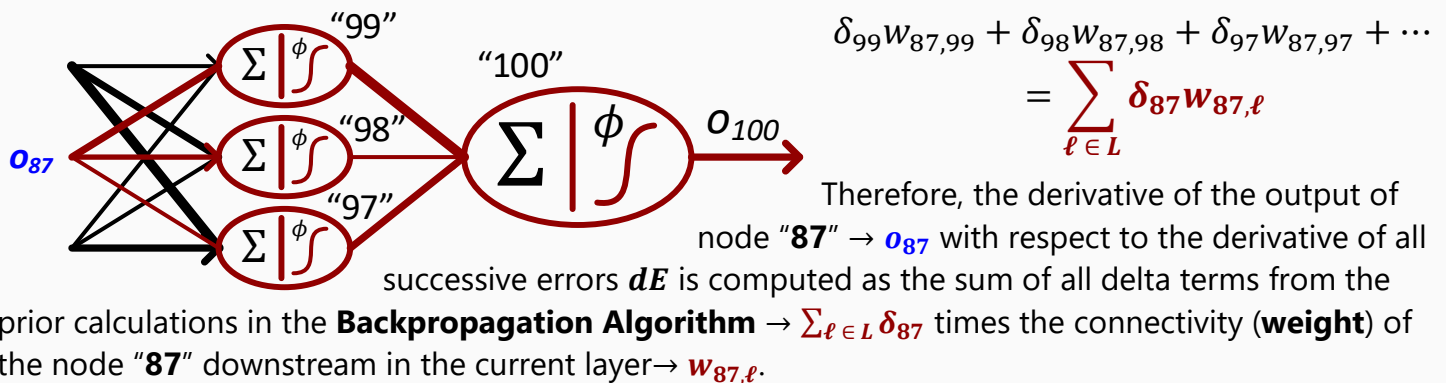 “99”
Σ ϕ
“98”
Σ ϕ
“97”
Σ ϕ
o₈₇
“100”
Σ ϕ
o₁₀₀
δ₉₉w₈₇,₉₉ + δ₉₈w₈₇,₉₈ + δ₉₇w₈₇,₉₇ + ⋯
= ∑ δ₈₇w₈₇,ℓ
ℓ ∈ L
Therefore, the derivative of the output of
node “87” → o₈₇ with respect to the derivative of all
successive errors dE is computed as the sum of all delta terms from the
prior calculations in the Backpropagation Algorithm → ∑ℓ ∈ L δ₈₇ times the connectivity (weight) of
the node “87” downstream in the current layer→ w₈₇,ℓ.